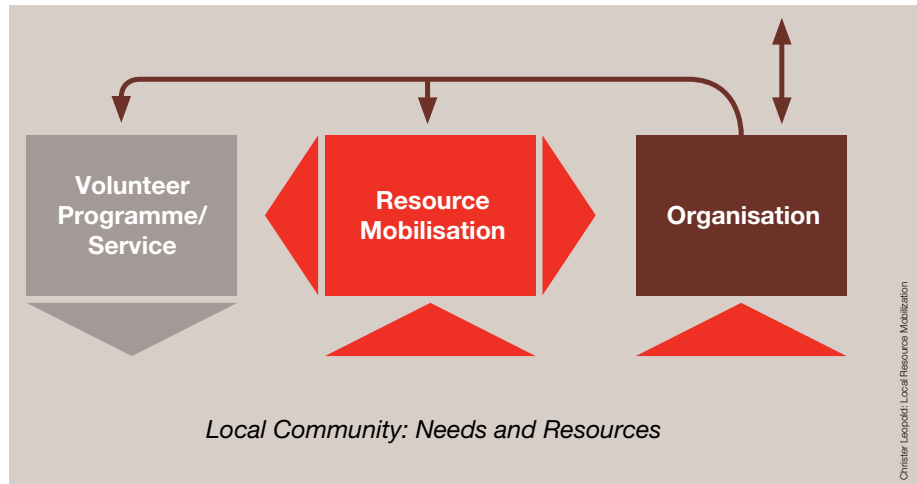 Volunteer
Programme/
Service
Resource
Mobilisation
Organisation
Local Community: Needs and Resources
Christer Leopold: Local Resource Mobilization